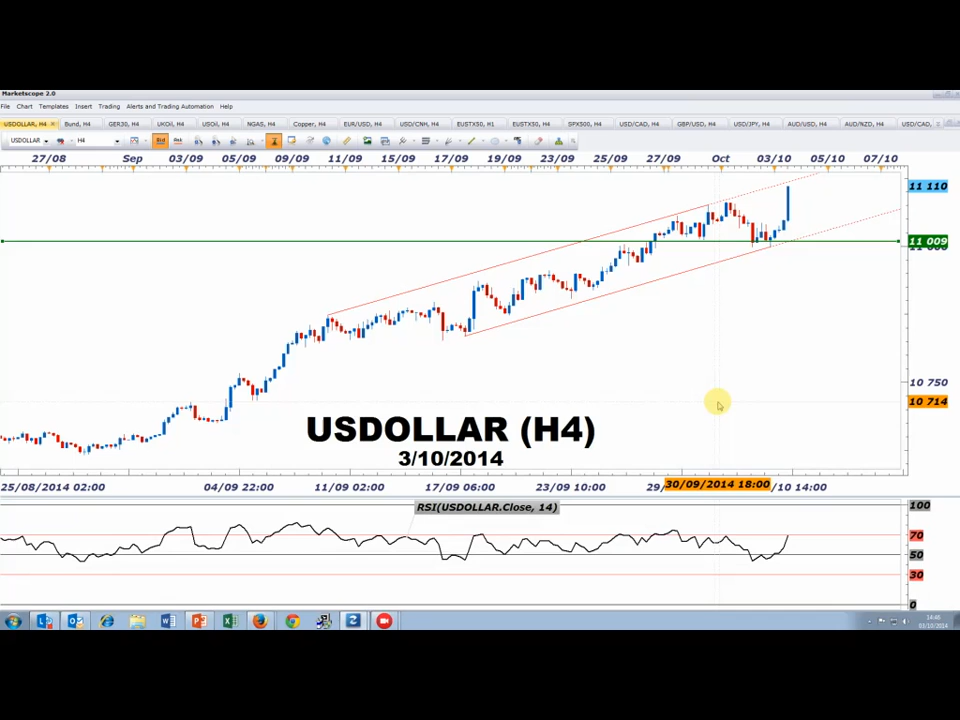 Marketscope 2.0
File Chart Templates Insert Trading Alerts and Trading Automation Help
USDOLLAR, H4 Bund, H4 GER30, H4 UKOil, H4 USOil, H4 NGAS, H4 Copper, H4 EUR/USD, H4 USD/CNH, H4 EUSTX50, H1 EUSTX50, H4 SPX500, H4 USD/CAD, H4 GBP/USD, H4 USD/JPY, H4 AUD/USD, H4 AUD/NZD, H4 USD/CAD,
USDOLLAR H4 Bid Ask
27/08 Sep 03/09 05/09 09/09 11/09 15/09 17/09 19/09 23/09 25/09 27/09 Oct 03/10 05/10 07/10
11 110
11 009
10 750
10 714
USDOLLAR (H4)
3/10/2014
25/08/2014 02:00 04/09 22:00 11/09 02:00 17/09 06:00 23/09 10:00 29/ 30/09/2014 18:00 /10 14:00
RSI(USDOLLAR.Close, 14)
100
70
50
30
0
14:46
03/10/2014